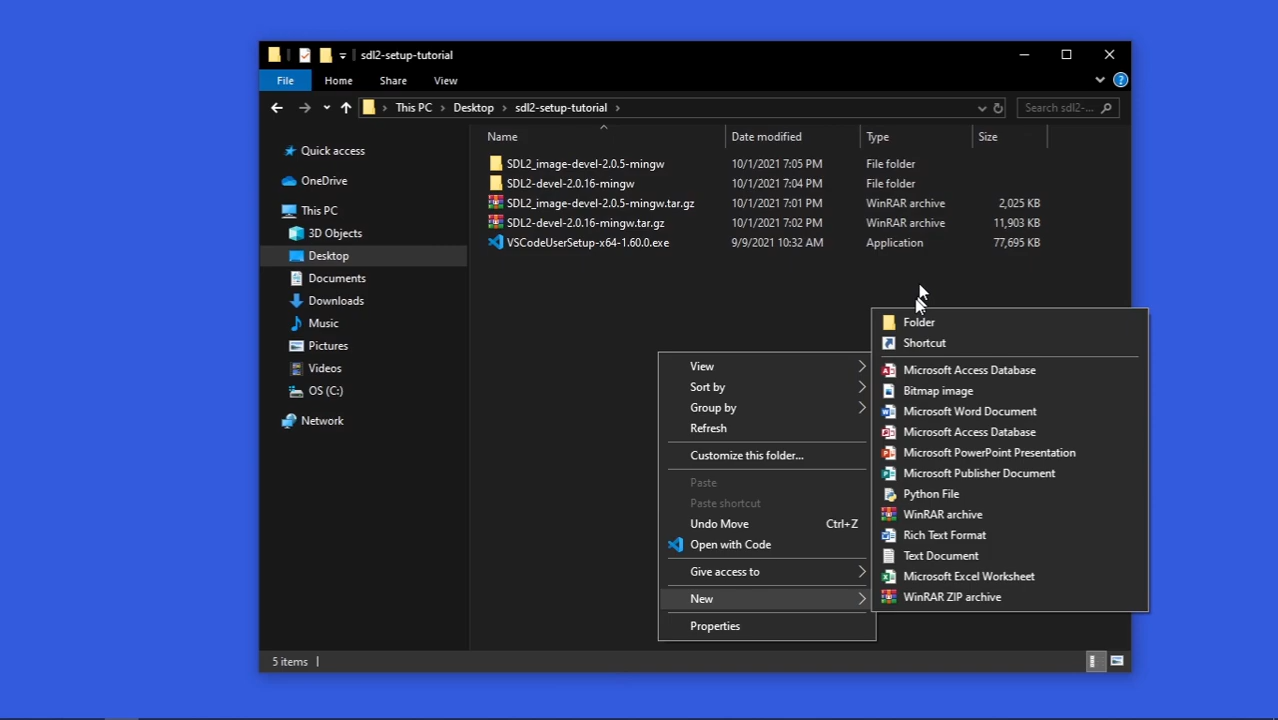 sdl2-setup-tutorial
File Home Share View
This PC Desktop sdl2-setup-tutorial Search sdl2-...
Name Date modified Type Size
Quick access
OneDrive
This PC
3D Objects
Desktop
Documents
Downloads
Music
Pictures
Videos
OS (C:)
Network
SDL2_image-devel-2.0.5-mingw 10/1/2021 7:05 PM File folder
SDL2-devel-2.0.16-mingw 10/1/2021 7:04 PM File folder
SDL2_image-devel-2.0.5-mingw.tar.gz 10/1/2021 7:01 PM WinRAR archive 2,025 KB
SDL2-devel-2.0.16-mingw.tar.gz 10/1/2021 7:02 PM WinRAR archive 11,903 KB
VSCodeUserSetup-x64-1.60.0.exe 9/9/2021 10:32 AM Application 77,695 KB
View
Sort by
Group by
Refresh
Customize this folder...
Paste
Paste shortcut
Undo Move Ctrl+Z
Open with Code
Give access to
New
Properties
Folder
Shortcut
Microsoft Access Database
Bitmap image
Microsoft Word Document
Microsoft Access Database
Microsoft PowerPoint Presentation
Microsoft Publisher Document
Python File
WinRAR archive
Rich Text Format
Text Document
Microsoft Excel Worksheet
WinRAR ZIP archive
5 items